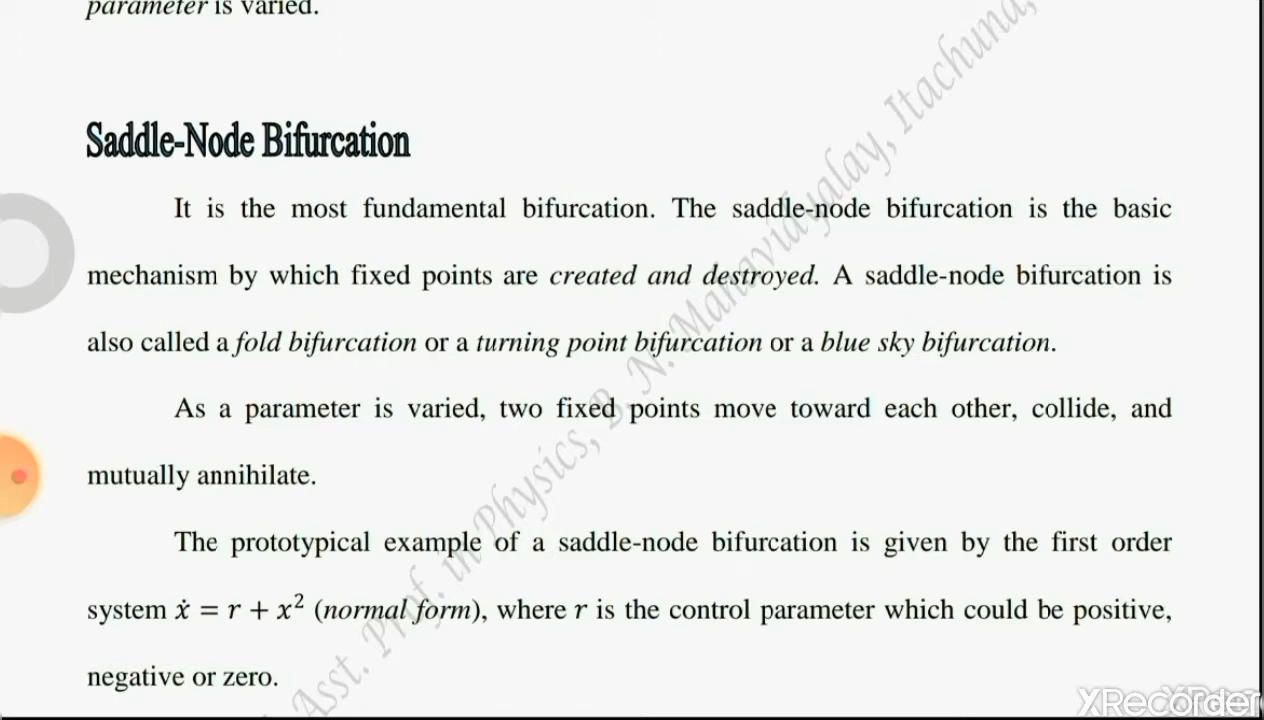 parameter is varied.
Saddle-Node Bifurcation
It is the most fundamental bifurcation. The saddle-node bifurcation is the basic
mechanism by which fixed points are created and destroyed. A saddle-node bifurcation is
also called a fold bifurcation or a turning point bifurcation or a blue sky bifurcation.
As a parameter is varied, two fixed points move toward each other, collide, and
mutually annihilate.
The prototypical example of a saddle-node bifurcation is given by the first order
system ẋ = r + x² (normal form), where r is the control parameter which could be positive,
negative or zero.
Asst. Prof. in Physics, B. N. Mahavidyalay, Itachuna,
XRecorder